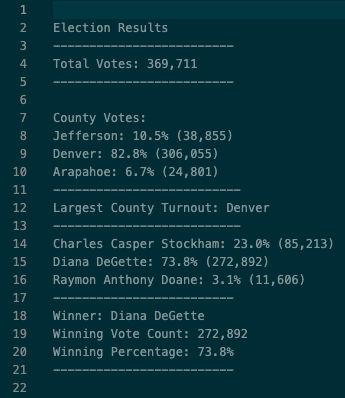 1
2 Election Results
3 -------------------------
4 Total Votes: 369,711
5 -------------------------
6
7 County Votes:
8 Jefferson: 10.5% (38,855)
9 Denver: 82.8% (306,055)
10 Arapahoe: 6.7% (24,801)
11 --------------------------
12 Largest County Turnout: Denver
13 --------------------------
14 Charles Casper Stockham: 23.0% (85,213)
15 Diana DeGette: 73.8% (272,892)
16 Raymon Anthony Doane: 3.1% (11,606)
17 -------------------------
18 Winner: Diana DeGette
19 Winning Vote Count: 272,892
20 Winning Percentage: 73.8%
21 -------------------------
22